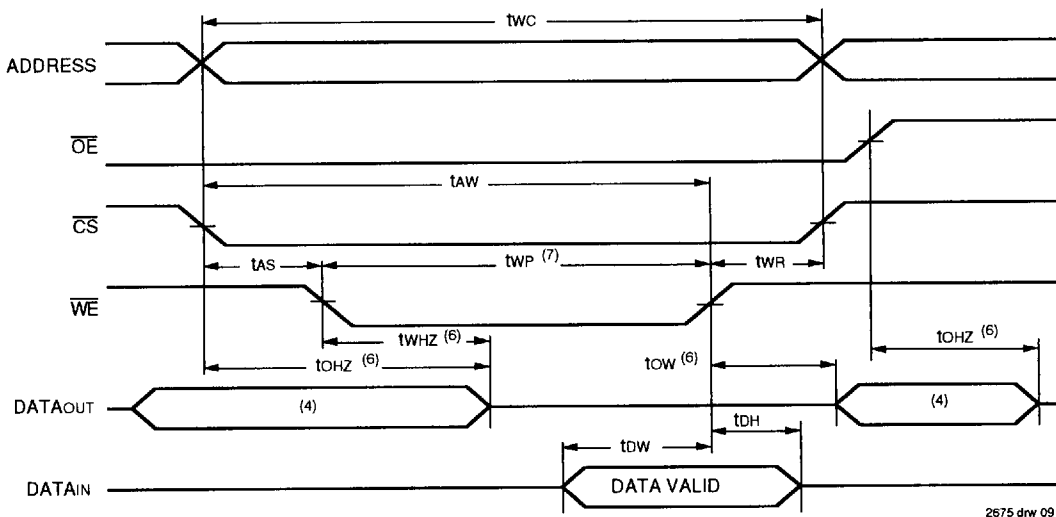 tWC
ADDRESS
OE
tAW
CS
tAS
tWP (7)
tWR
WE
tWHZ (6)
tOHZ (6)
tOW (6)
tOHZ (6)
DATAOUT
(4)
(4)
tDW
tDH
DATAIN
DATA VALID
2675 drw 09